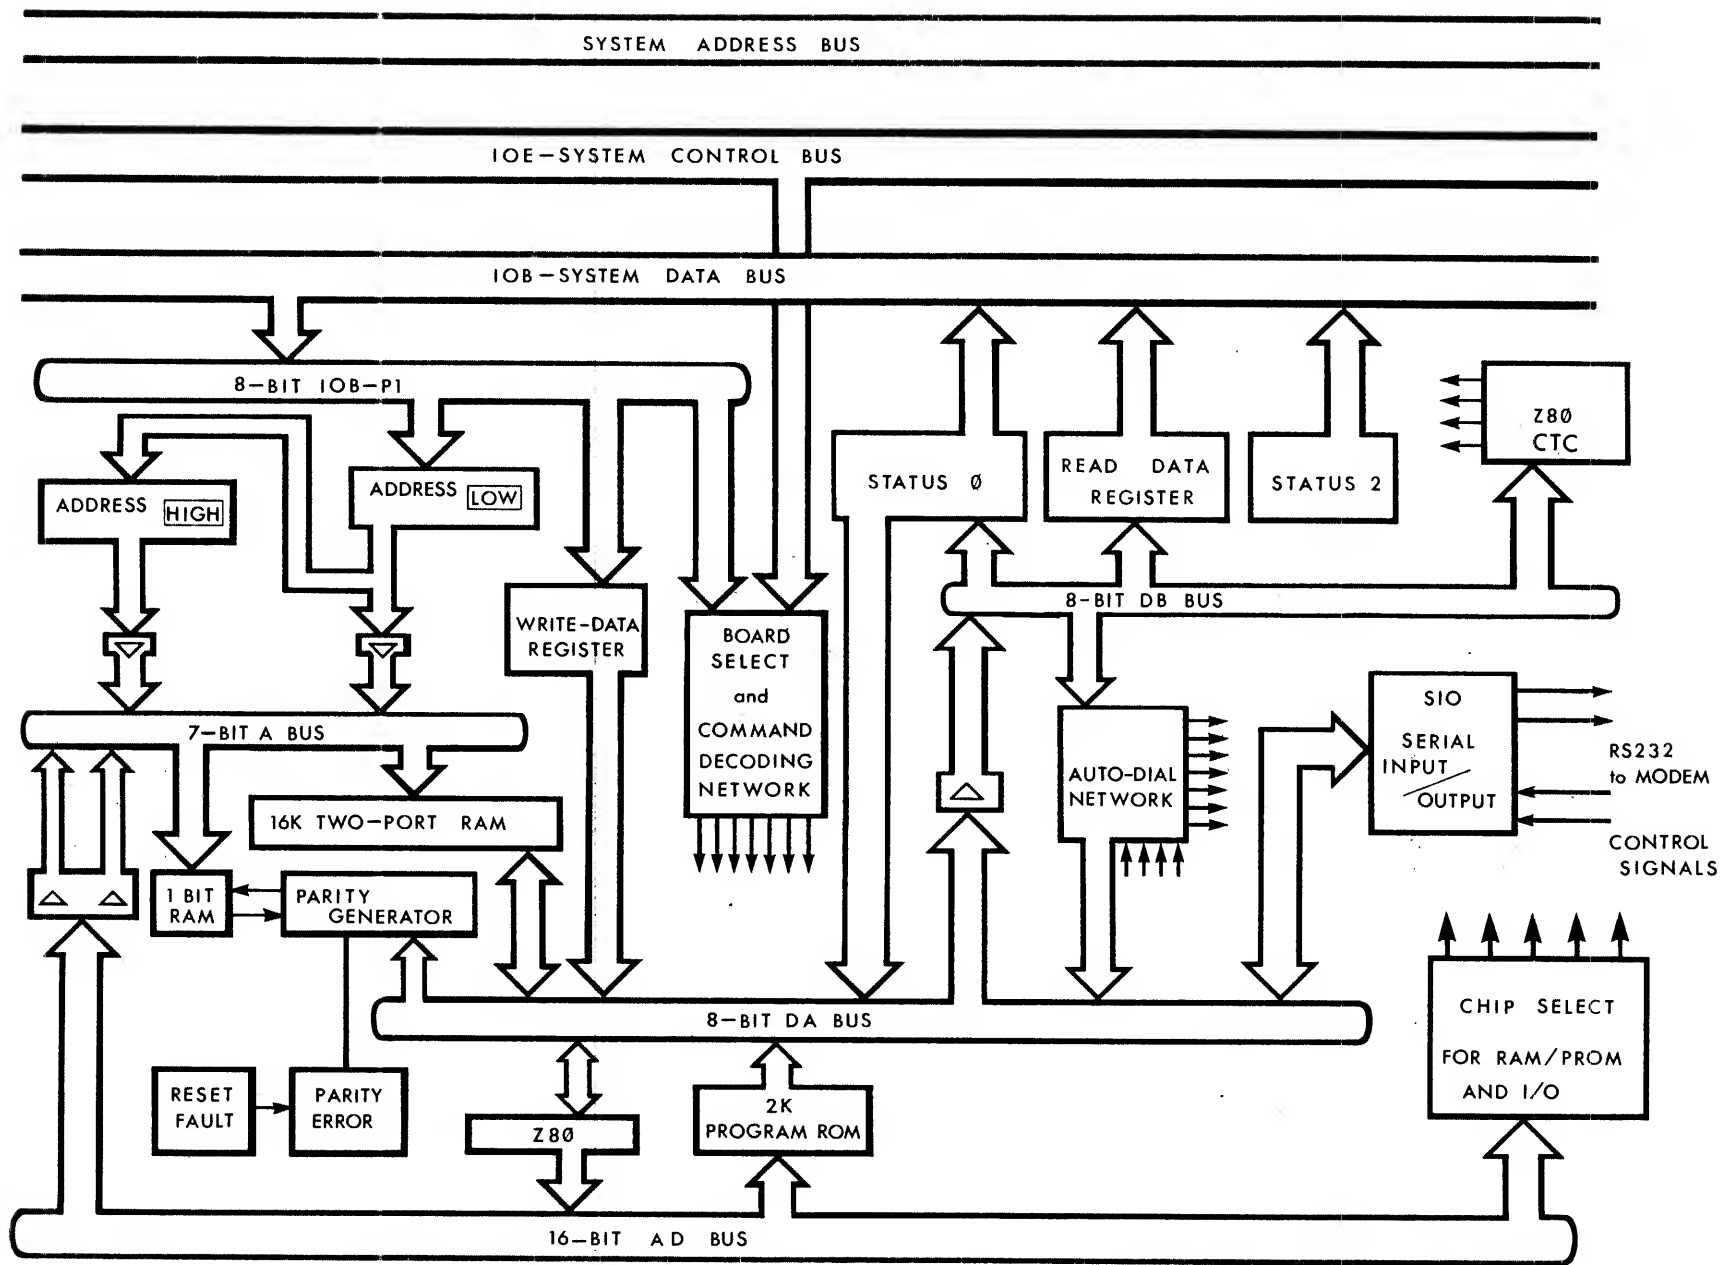 SYSTEM ADDRESS BUS
IOE-SYSTEM CONTROL BUS
IOB-SYSTEM DATA BUS
8-BIT IOB-P1
ADDRESS HIGH
ADDRESS LOW
STATUS Ø
READ DATA
REGISTER
STATUS 2
Z8Ø
CTC
WRITE-DATA
REGISTER
BOARD
SELECT
and
COMMAND
DECODING
NETWORK
8-BIT DB BUS
7-BIT A BUS
16K TWO-PORT RAM
1 BIT
RAM
PARITY
GENERATOR
AUTO-DIAL
NETWORK
SIO
SERIAL
INPUT/
OUTPUT
RS232
to MODEM
CONTROL
SIGNALS
8-BIT DA BUS
RESET
FAULT
PARITY
ERROR
Z8Ø
2K
PROGRAM ROM
CHIP SELECT
FOR RAM/PROM
AND I/O
16-BIT AD BUS